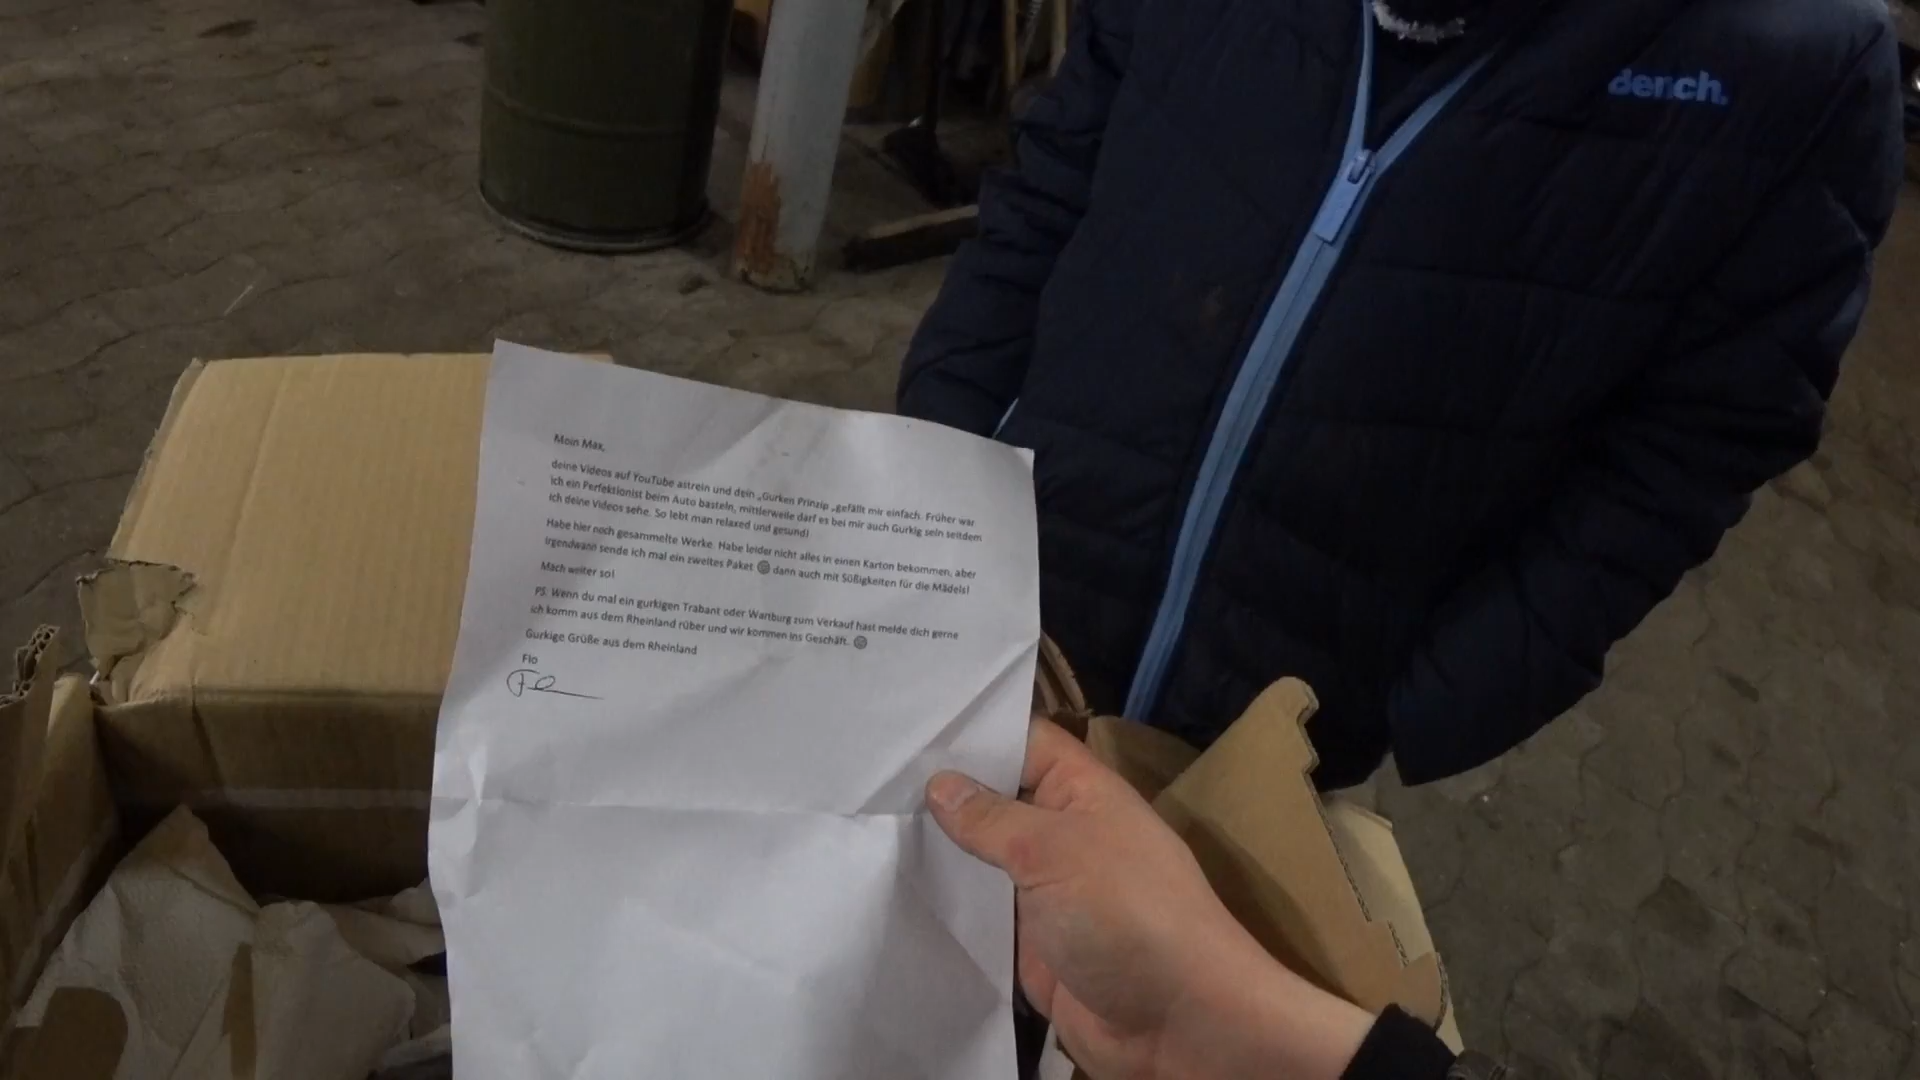 Bench.
Moin Max,
deine Videos auf YouTube astrein und dein „Gurken Prinzip „gefällt mir einfach. Früher war
ich ein Perfektionist beim Auto basteln, mittlerweile darf es bei mir auch Gurkig sein seitdem
ich deine Videos sehe. So lebt man relaxed und gesund!
Habe hier noch gesammelte Werke. Habe leider nicht alles in einen Karton bekommen, aber
irgendwann sende ich mal ein zweites Paket ☺ dann auch mit Süßigkeiten für die Mädels!
Mach weiter so!
PS. Wenn du mal ein gurkigen Trabant oder Wartburg zum Verkauf hast melde dich gerne
ich komm aus dem Rheinland rüber und wir kommen ins Geschäft. ☺
Gurkige Grüße aus dem Rheinland
Flo